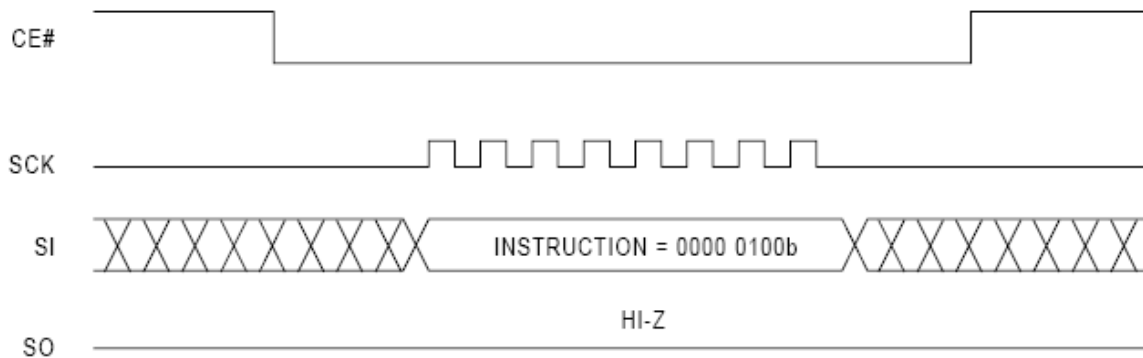 CE#
SCK
SI INSTRUCTION = 0000 0100b
HI-Z
SO